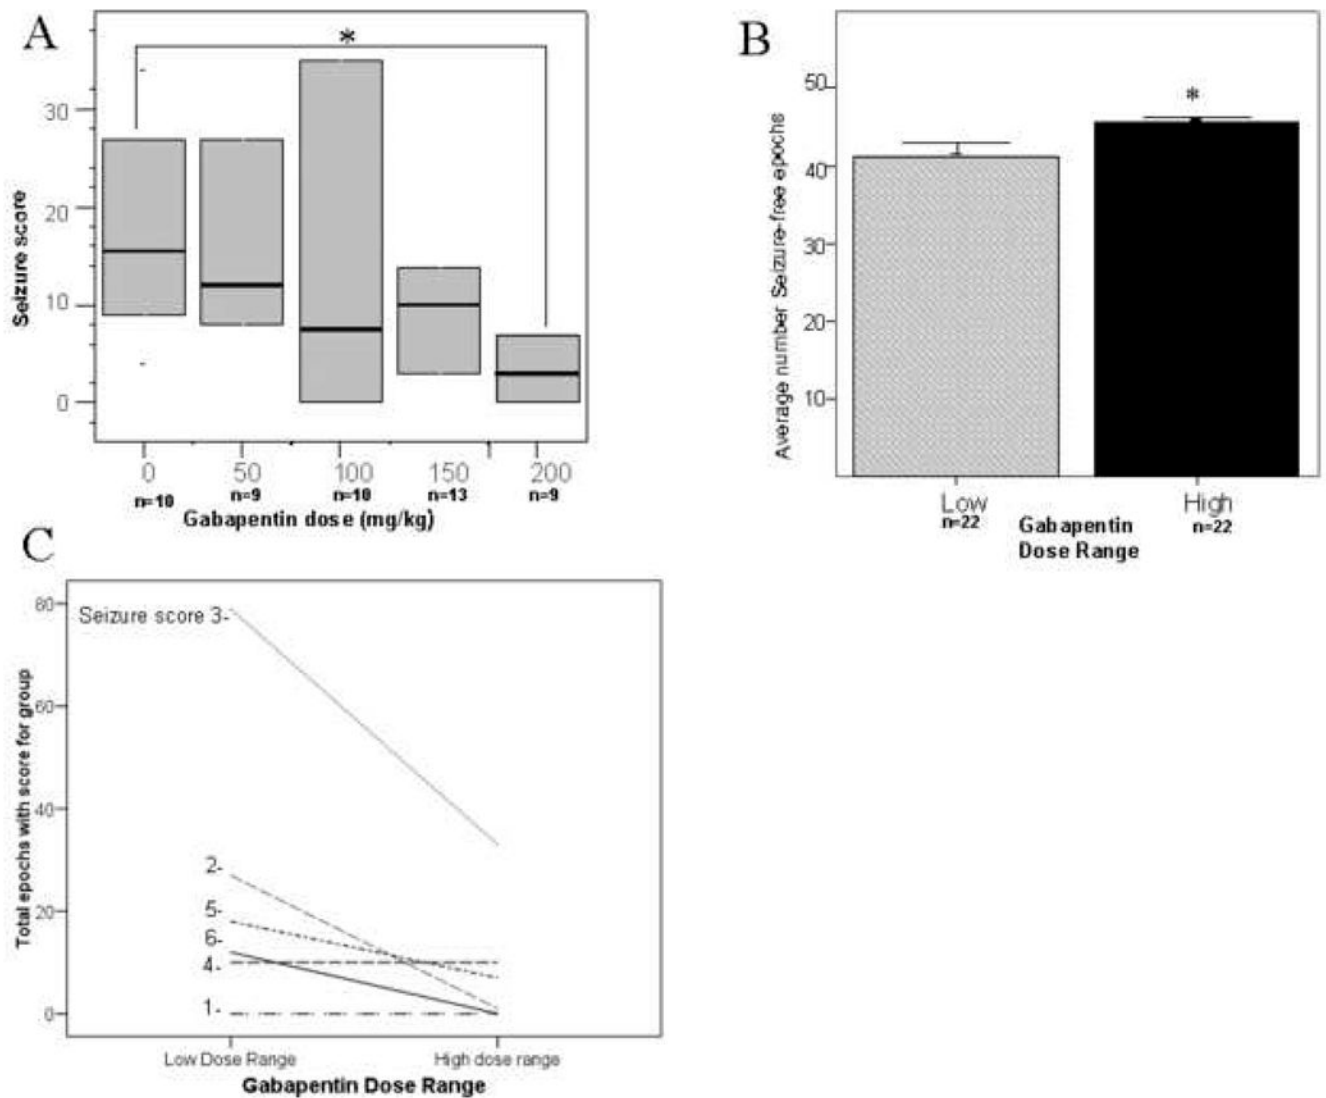 A
*
30
20
10
0
Seizure score
0 50 100 150 200
n=10 n=9 n=10 n=13 n=9
Gabapentin dose (mg/kg)
B
*
50
40
30
20
10
Average number Seizure-free epochs
Low High
n=22 n=22
Gabapentin
Dose Range
C
80
60
40
20
0
Total epochs with score for group
Seizure score 3-
2-
5-
6-
4-
1-
Low Dose Range High dose range
Gabapentin Dose Range